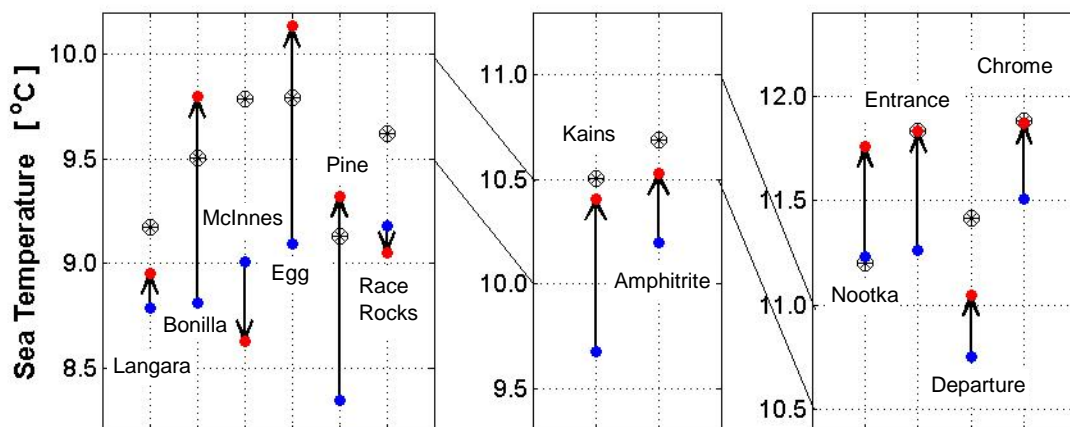 Sea Temperature [°C]
10.0
9.5
9.0
8.5
Langara
Bonilla
McInnes
Egg
Pine
Race
Rocks
11.0
10.5
10.0
9.5
Kains
Amphitrite
12.0
11.5
11.0
10.5
Nootka
Entrance
Departure
Chrome